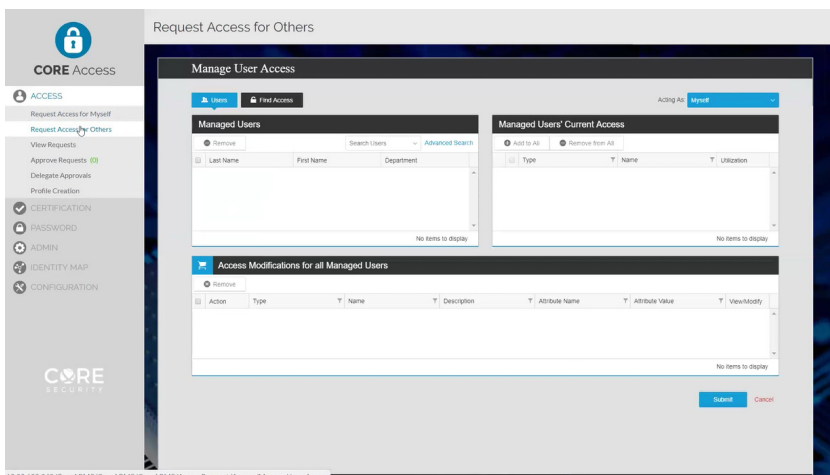 Request Access for Others
CORE Access
ACCESS
Request Access for Myself
Request Access for Others
View Requests
Approve Requests (0)
Delegate Approvals
Profile Creation
CERTIFICATION
PASSWORD
ADMIN
IDENTITY MAP
CONFIGURATION
CORE
SECURITY
Manage User Access
Users Find Access Acting As Myself
Managed Users
Remove Search Users Advanced Search
Last Name First Name Department
No items to display
Managed Users' Current Access
Add to All Remove from All
Type Name Utilization
No items to display
Access Modifications for all Managed Users
Remove
Action Type Name Description Attribute Name Attribute Value View/Modify
No items to display
Submit Cancel